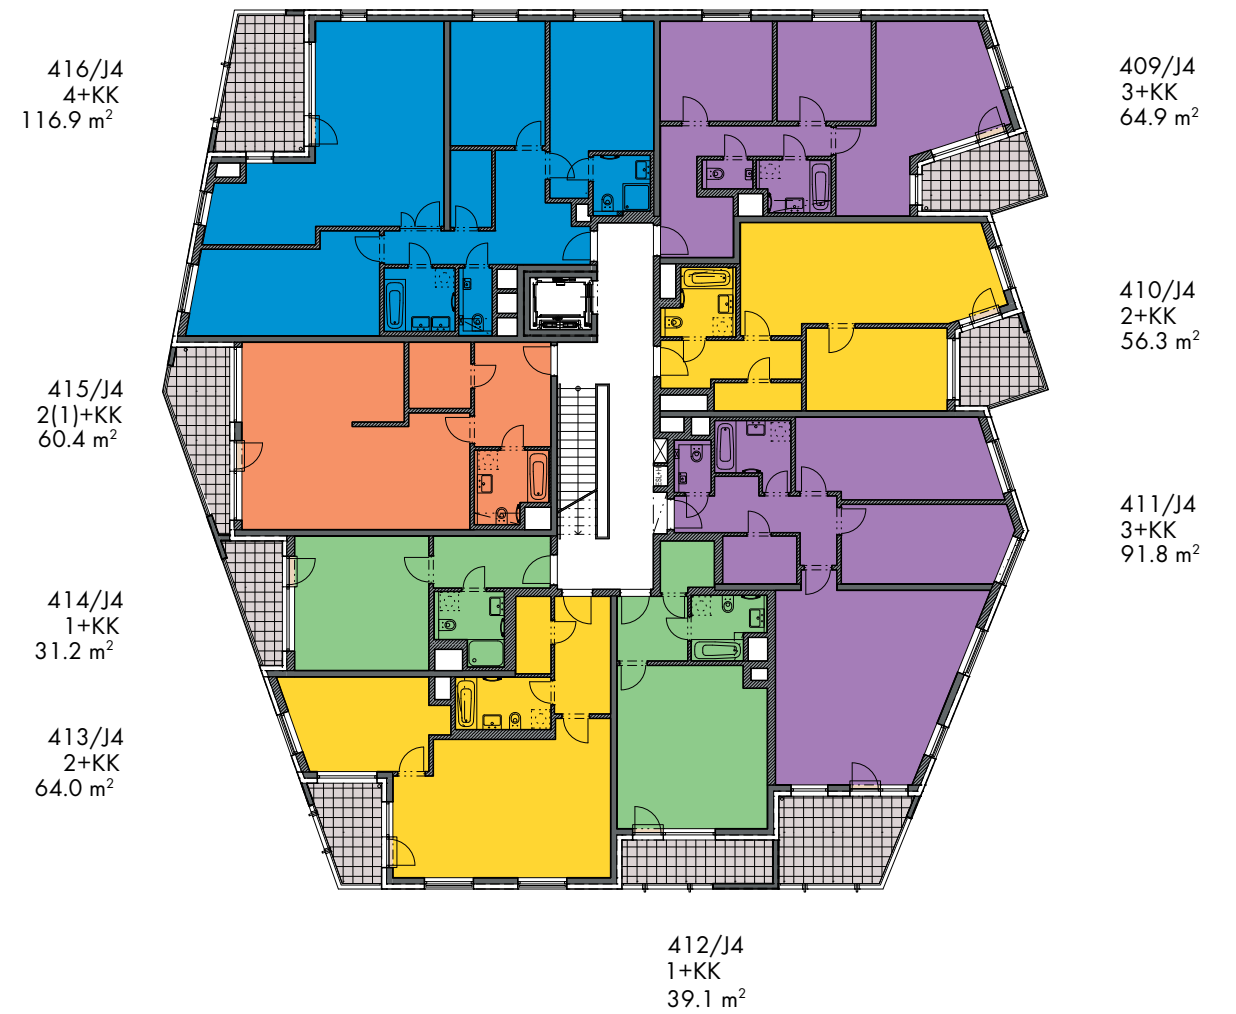 416/J4
4+KK
116.9 m²
409/J4
3+KK
64.9 m²
410/J4
2+KK
56.3 m²
415/J4
2(1)+KK
60.4 m²
411/J4
3+KK
91.8 m²
414/J4
1+KK
31.2 m²
413/J4
2+KK
64.0 m²
412/J4
1+KK
39.1 m²